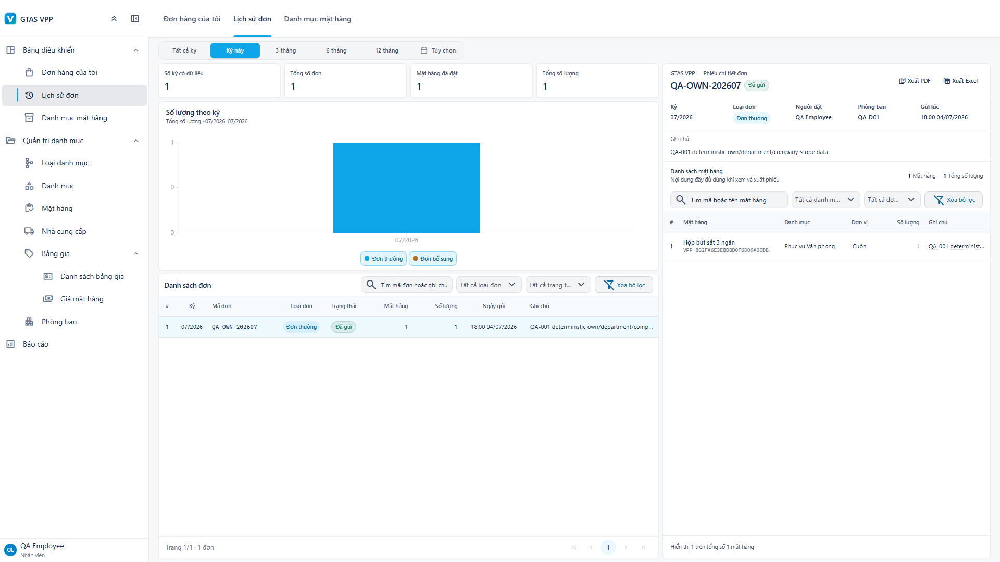 GTAS VPP
Đơn hàng của tôi
Lịch sử đơn
Danh mục mặt hàng
Bảng điều khiển
Đơn hàng của tôi
Lịch sử đơn
Danh mục mặt hàng
Quản trị danh mục
Loại danh mục
Danh mục
Mặt hàng
Nhà cung cấp
Bảng giá
Danh sách bảng giá
Giá mặt hàng
Phòng ban
Báo cáo
QE
QA Employee
Nhân viên
Tất cả kỳ
Kỳ này
3 tháng
6 tháng
12 tháng
Tùy chọn
Số kỳ có dữ liệu
1
Tổng số đơn
1
Mặt hàng đã đặt
1
Tổng số lượng
1
Số lượng theo kỳ
Tổng số lượng · 07/2026–07/2026
1
0
0
07/2026
Đơn thường
Đơn bổ sung
Danh sách đơn
Tìm mã đơn hoặc ghi chú
Tất cả loại đơn
Tất cả trạng t...
Xóa bộ lọc
# Kỳ Mã đơn Loại đơn Trạng thái Mặt hàng Số lượng Ngày gửi Ghi chú
1 07/2026 QA-OWN-202607 Đơn thường Đã gửi 1 1 18:00 04/07/2026 QA-001 deterministic own/department/comp...
Trang 1/1 · 1 đơn
1
GTAS VPP — Phiếu chi tiết đơn
QA-OWN-202607 Đã gửi
Xuất PDF
Xuất Excel
Kỳ Loại đơn Người đặt Phòng ban Gửi lúc
07/2026 Đơn thường QA Employee QA-D01 18:00 04/07/2026
Ghi chú
QA-001 deterministic own/department/company scope data
Danh sách mặt hàng
Nội dung đầy đủ dùng khi xem và xuất phiếu
1 Mặt hàng 1 Tổng số lượng
Tìm mã hoặc tên mặt hàng
Tất cả danh m...
Tất cả đơ...
Xóa bộ lọc
# Mặt hàng Danh mục Đơn vị Số lượng Ghi chú
1 Hộp bút sắt 3 ngăn Phục vụ Văn phòng Cuộn 1 QA-001 determinist...
VPP_802FA6E3E8DBD0F6D09A0DDB
Hiển thị 1 trên tổng số 1 mặt hàng